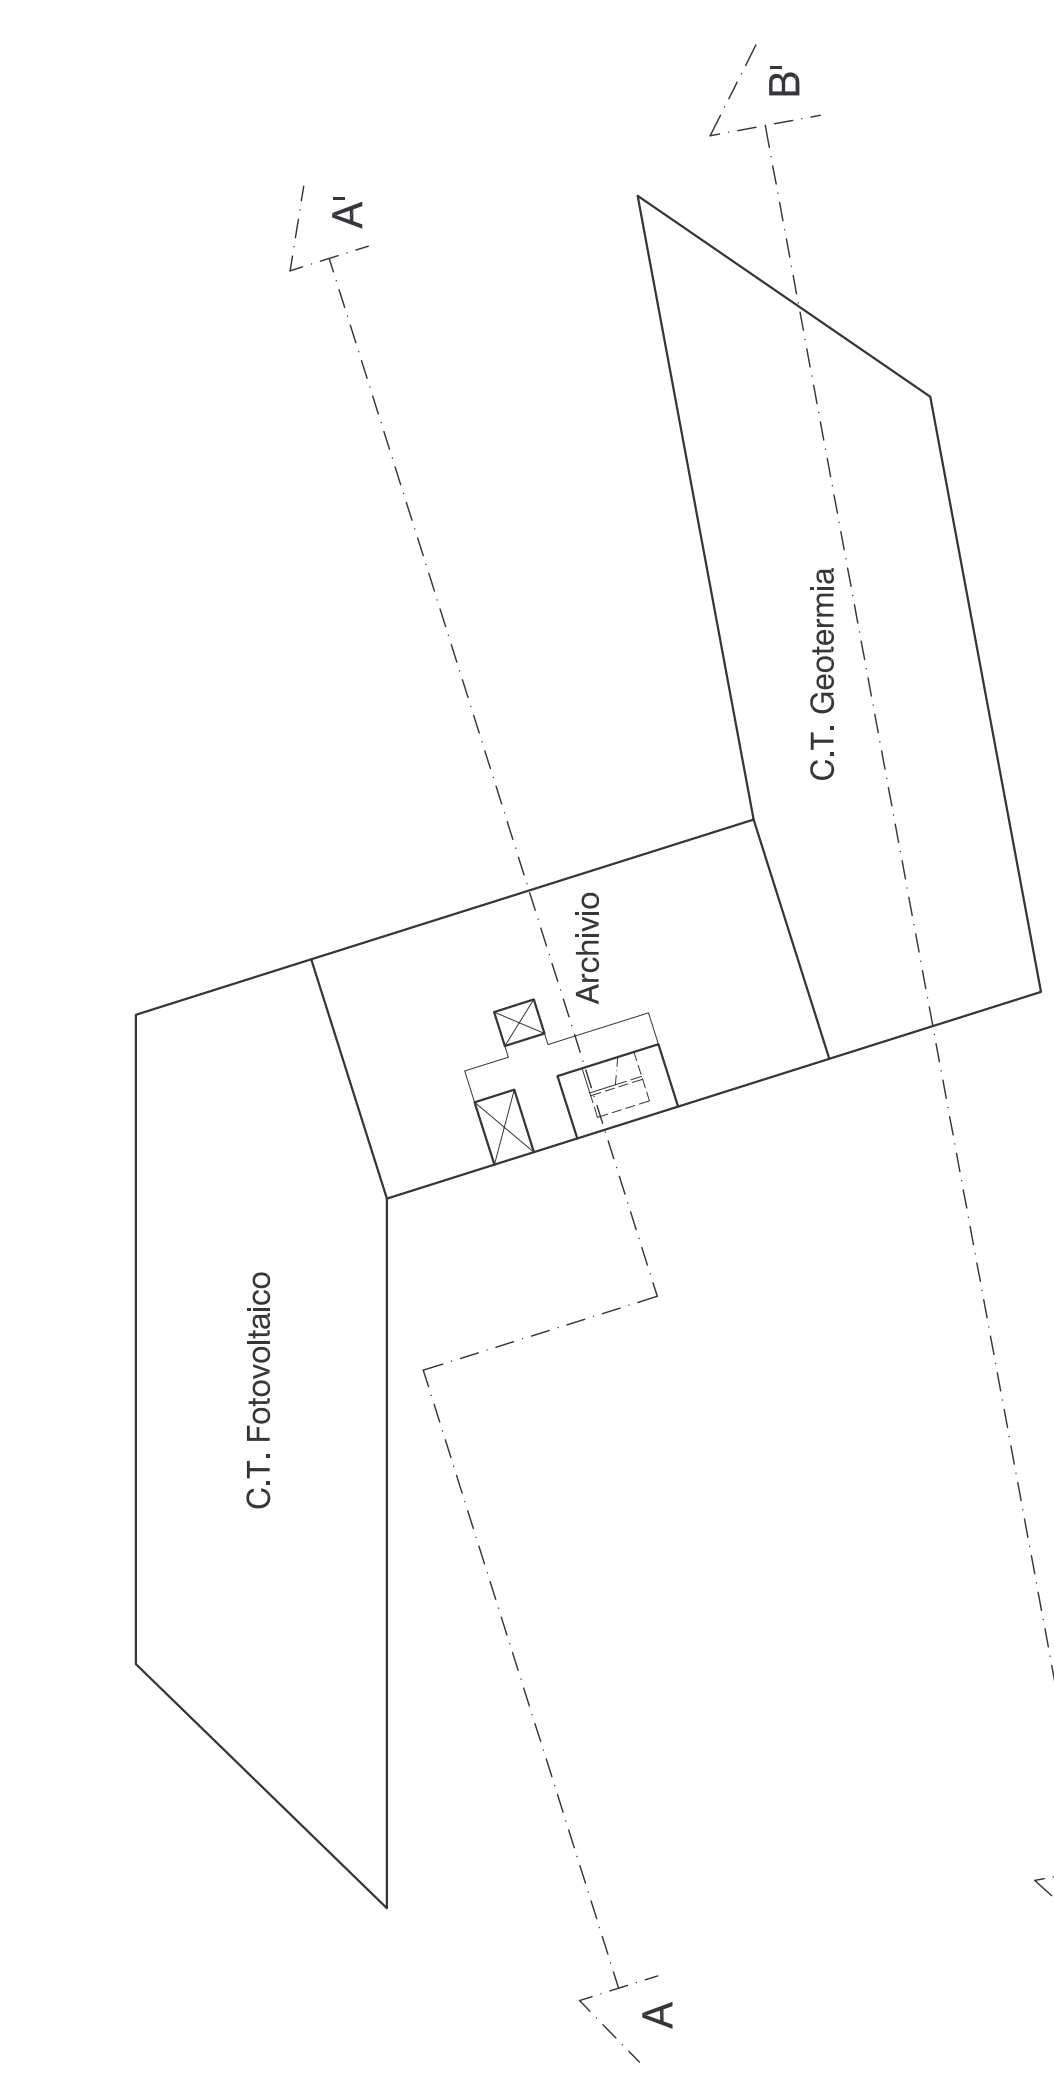 A'
B'
C.T. Geotermia
Archivio
C.T. Fotovoltaico
A